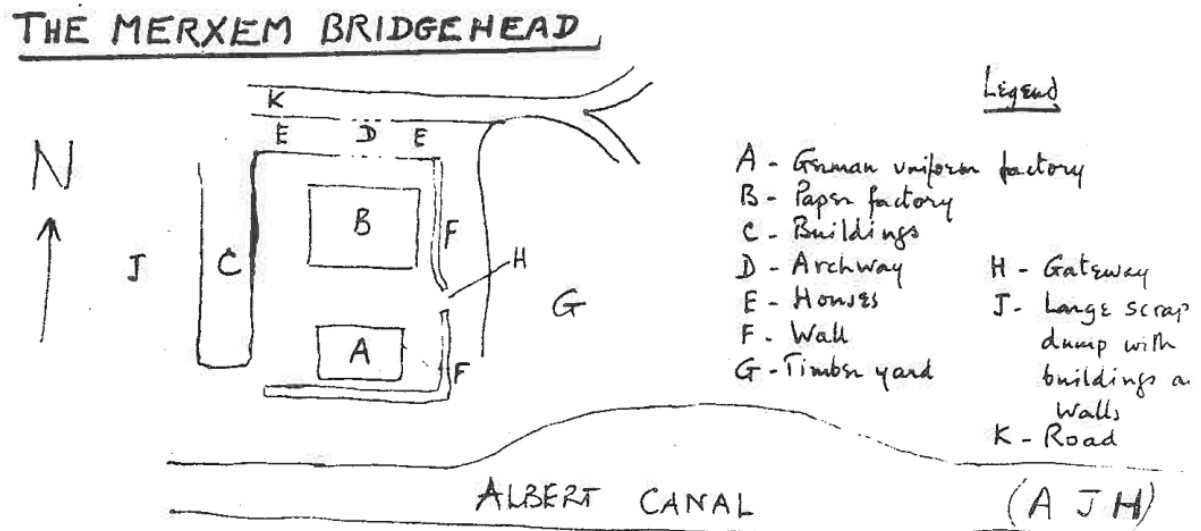 THE MERXEM BRIDGEHEAD
Legend
K
E D E
N
B
F
H
J
C
G
A
F
A - German uniform factory
B - Paper factory
C - Buildings
D - Archway
E - Houses
F - Wall
G - Timber yard
H - Gateway
J - Large scrap
dump with
buildings a
Walls
K - Road
ALBERT CANAL
(A J H)